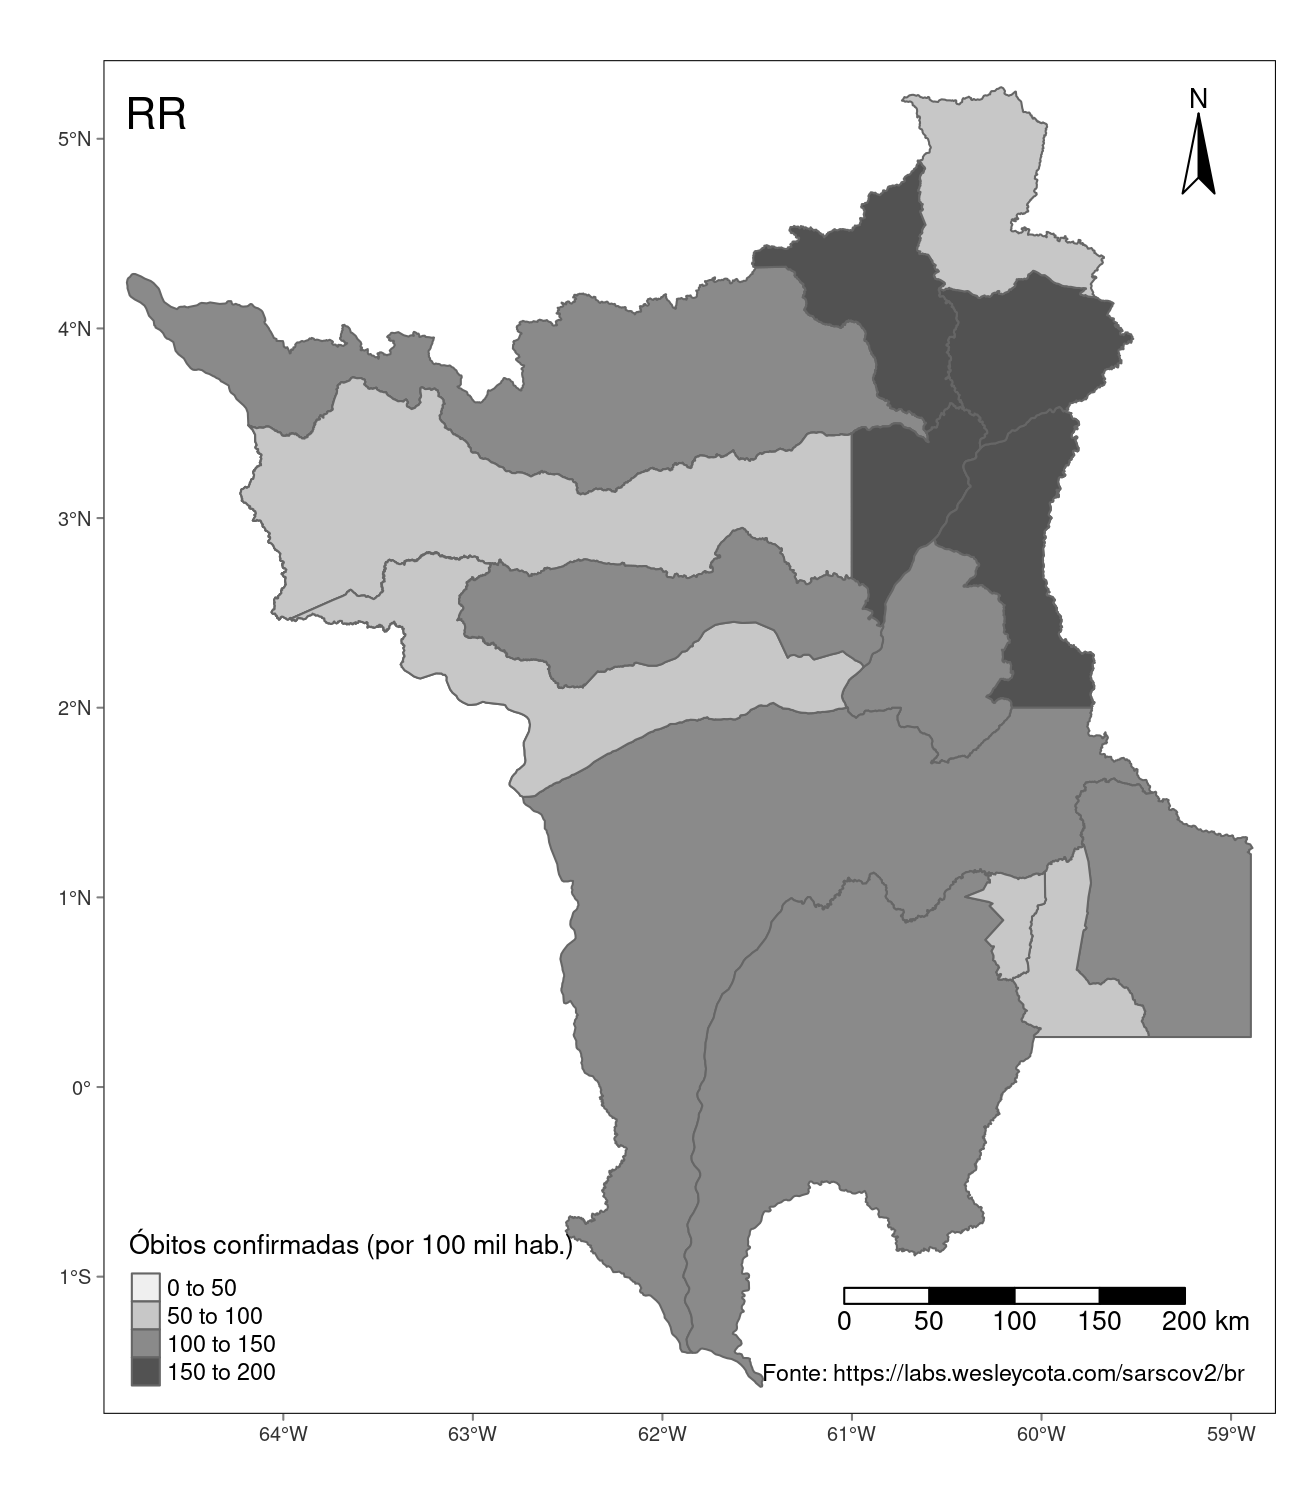 RR
N
5°N
4°N
3°N
2°N
1°N
0°
1°S
Óbitos confirmadas (por 100 mil hab.)
0 to 50
50 to 100
100 to 150
150 to 200
0 50 100 150 200 km
Fonte: https://labs.wesleycota.com/sarscov2/br
64°W 63°W 62°W 61°W 60°W 59°W